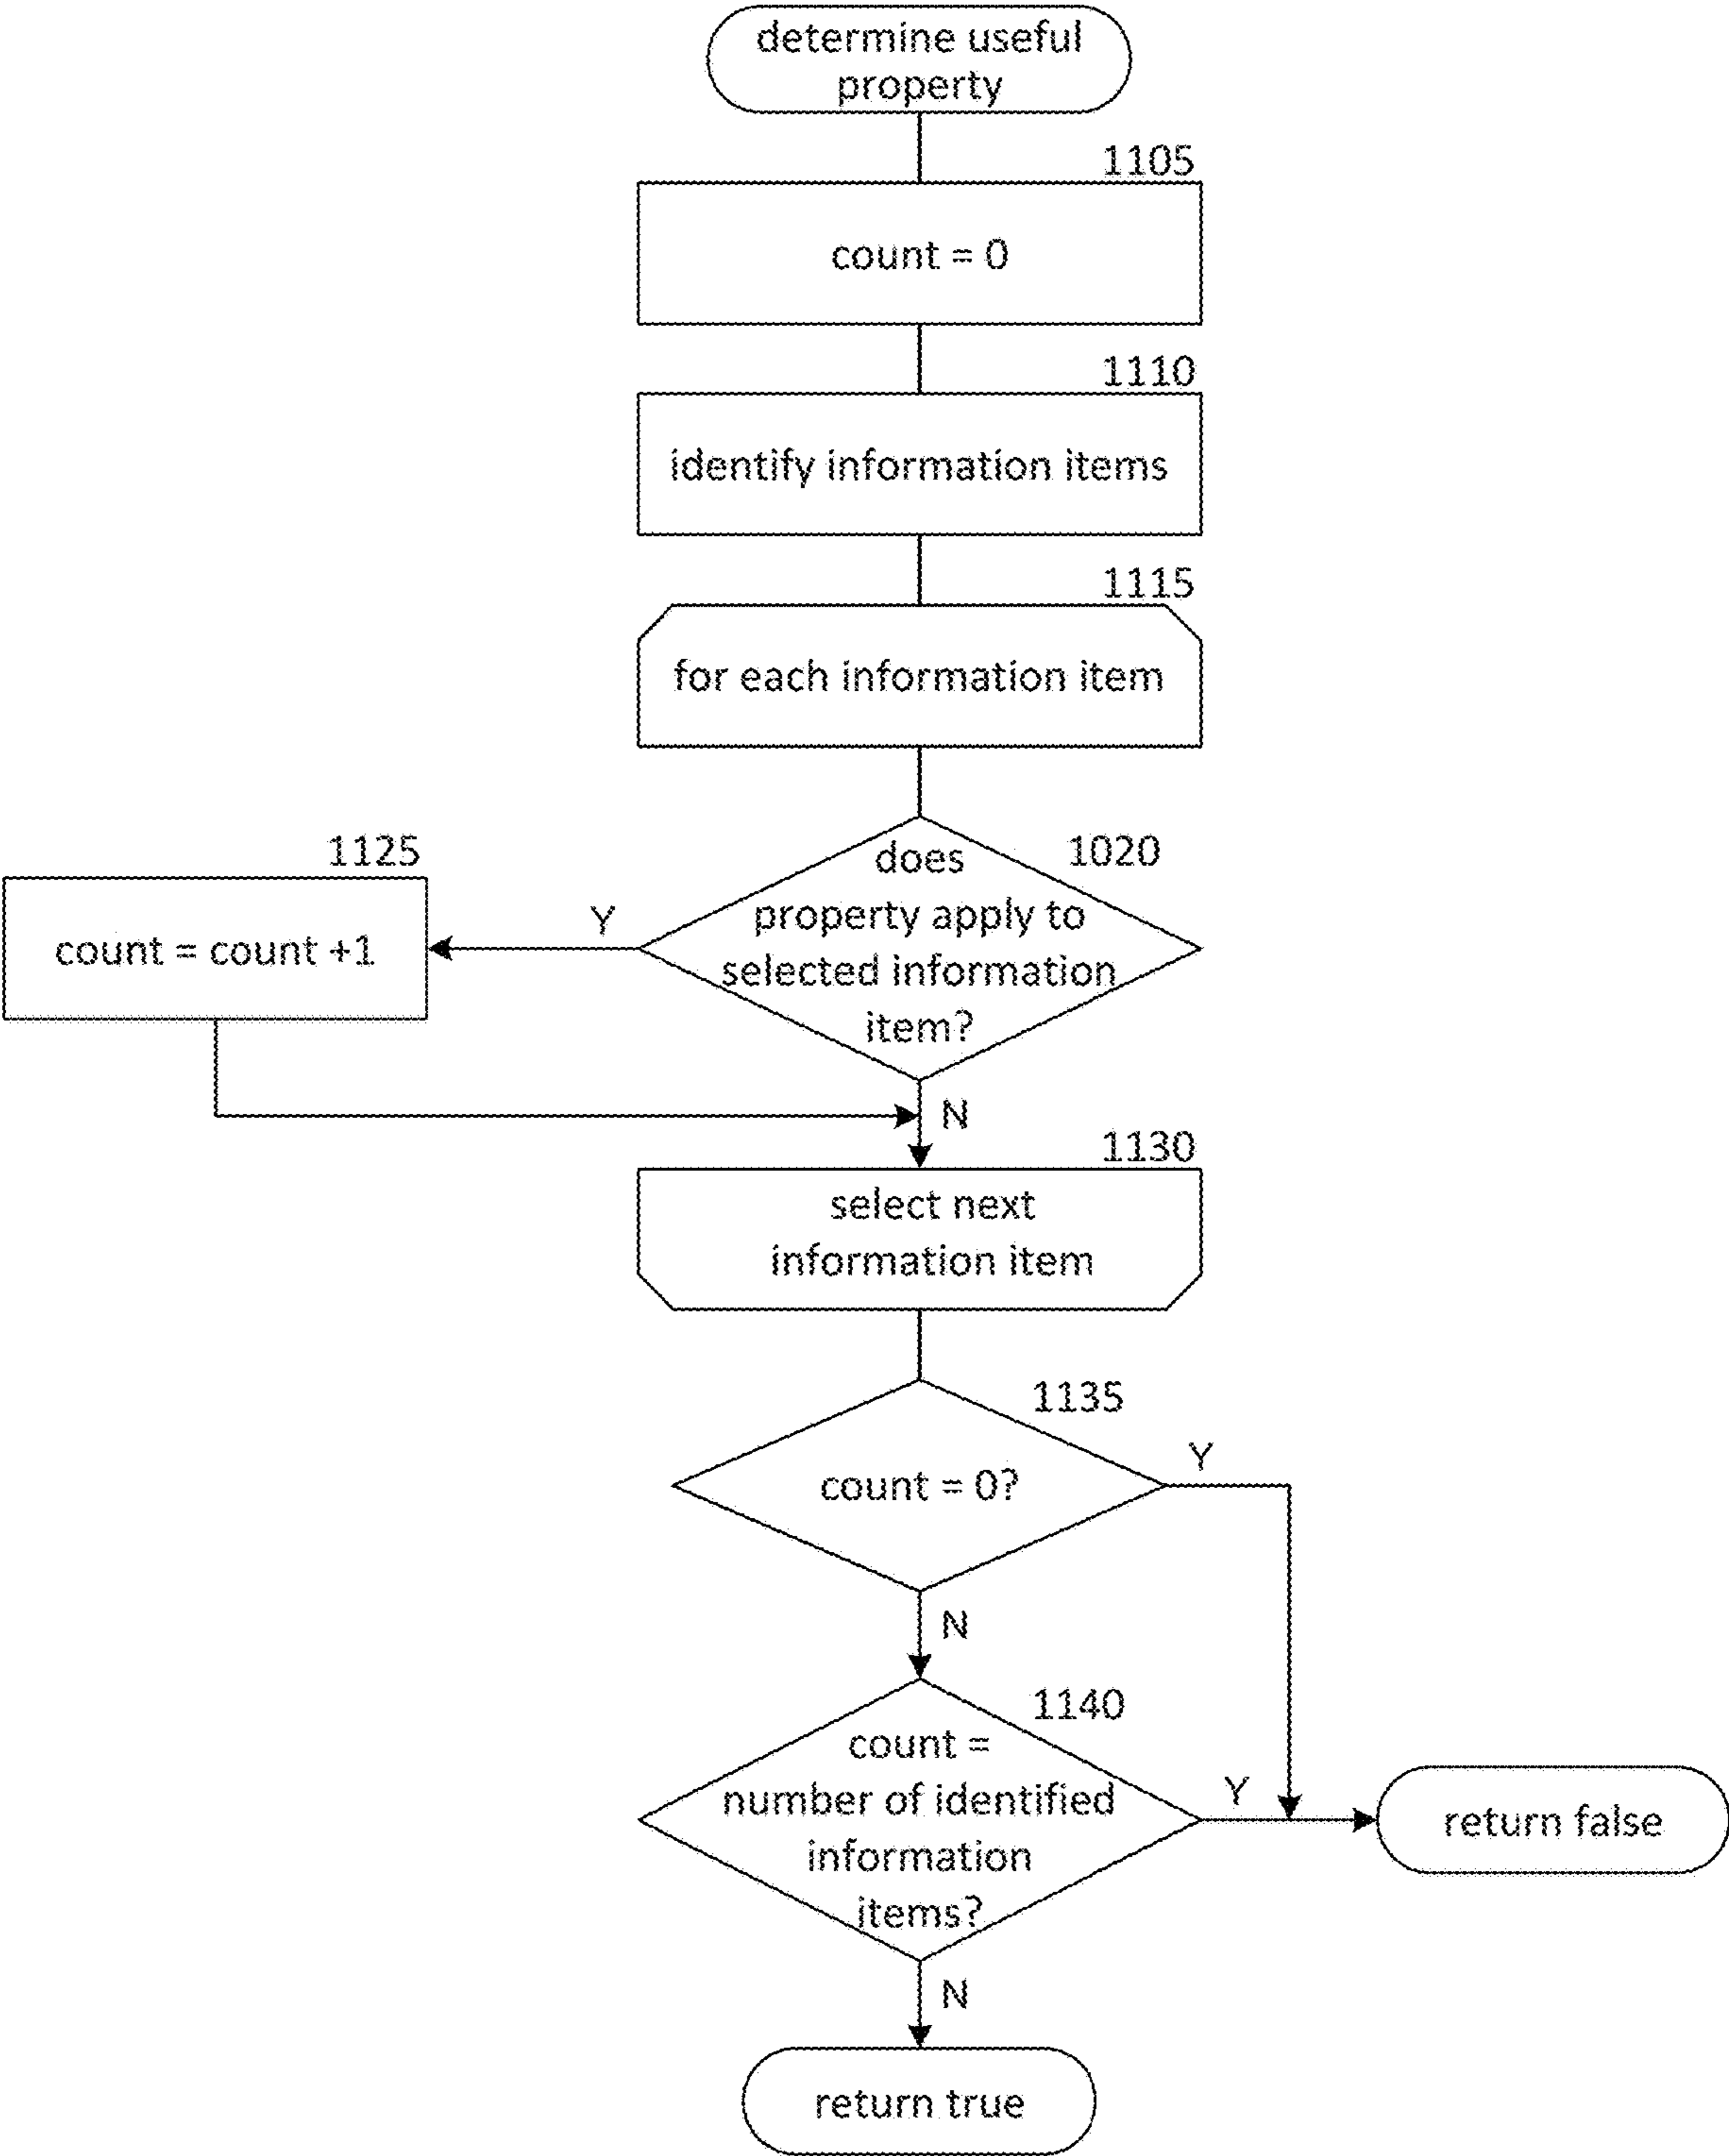 determine useful
property
1105
count = 0
1110
identify information items
1115
for each information item
1125
count = count +1
Y
1020
does
property apply to
selected information
item?
N
1130
select next
information item
1135
count = 0?
Y
N
1140
count =
number of identified
information
items?
Y
return false
N
return true